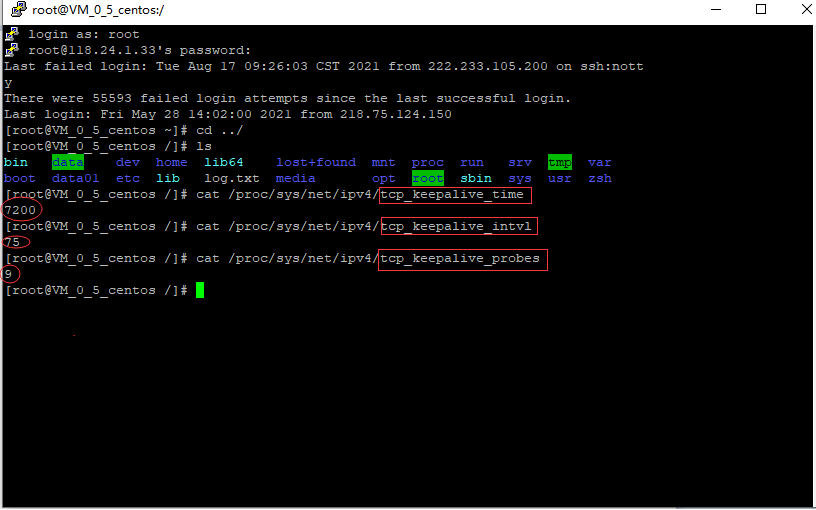 root@VM_0_5_centos:/
login as: root
root@118.24.1.33's password:
Last failed login: Tue Aug 17 09:26:03 CST 2021 from 222.233.105.200 on ssh:nott
y
There were 55593 failed login attempts since the last successful login.
Last login: Fri May 28 14:02:00 2021 from 218.75.124.150
[root@VM_0_5_centos ~]# cd ../
[root@VM_0_5_centos /]# ls
bin data dev home lib64 lost+found mnt proc run srv tmp var
boot data01 etc lib log.txt media opt root sbin sys usr zsh
[root@VM_0_5_centos /]# cat /proc/sys/net/ipv4/tcp_keepalive_time
7200
[root@VM_0_5_centos /]# cat /proc/sys/net/ipv4/tcp_keepalive_intvl
75
[root@VM_0_5_centos /]# cat /proc/sys/net/ipv4/tcp_keepalive_probes
9
[root@VM_0_5_centos /]#